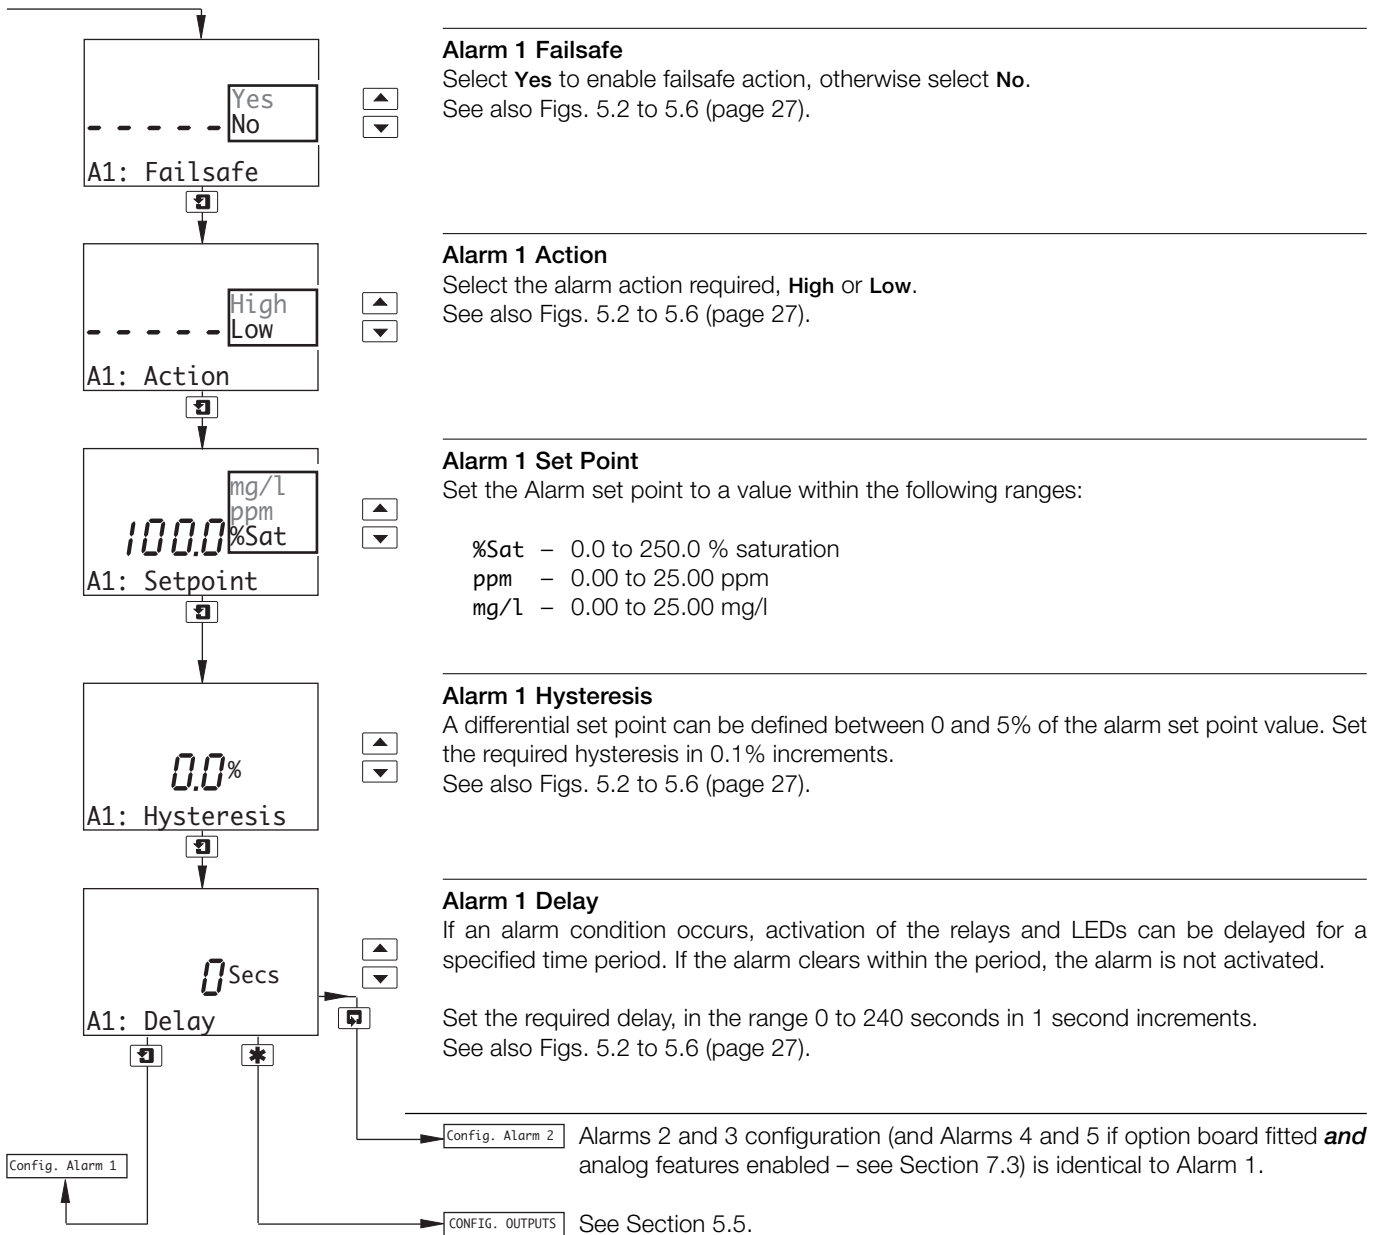 Yes
No
A1: Failsafe
Alarm 1 Failsafe
Select Yes to enable failsafe action, otherwise select No.
See also Figs. 5.2 to 5.6 (page 27).
High
Low
A1: Action
Alarm 1 Action
Select the alarm action required, High or Low.
See also Figs. 5.2 to 5.6 (page 27).
mg/l
ppm
100.0 %Sat
A1: Setpoint
Alarm 1 Set Point
Set the Alarm set point to a value within the following ranges:
%Sat – 0.0 to 250.0 % saturation
ppm – 0.00 to 25.00 ppm
mg/l – 0.00 to 25.00 mg/l
0.0 %
A1: Hysteresis
Alarm 1 Hysteresis
A differential set point can be defined between 0 and 5% of the alarm set point value. Set
the required hysteresis in 0.1% increments.
See also Figs. 5.2 to 5.6 (page 27).
0 Secs
A1: Delay
Alarm 1 Delay
If an alarm condition occurs, activation of the relays and LEDs can be delayed for a
specified time period. If the alarm clears within the period, the alarm is not activated.
Set the required delay, in the range 0 to 240 seconds in 1 second increments.
See also Figs. 5.2 to 5.6 (page 27).
Config. Alarm 2
Alarms 2 and 3 configuration (and Alarms 4 and 5 if option board fitted and
analog features enabled – see Section 7.3) is identical to Alarm 1.
Config. Alarm 1
CONFIG. OUTPUTS
See Section 5.5.